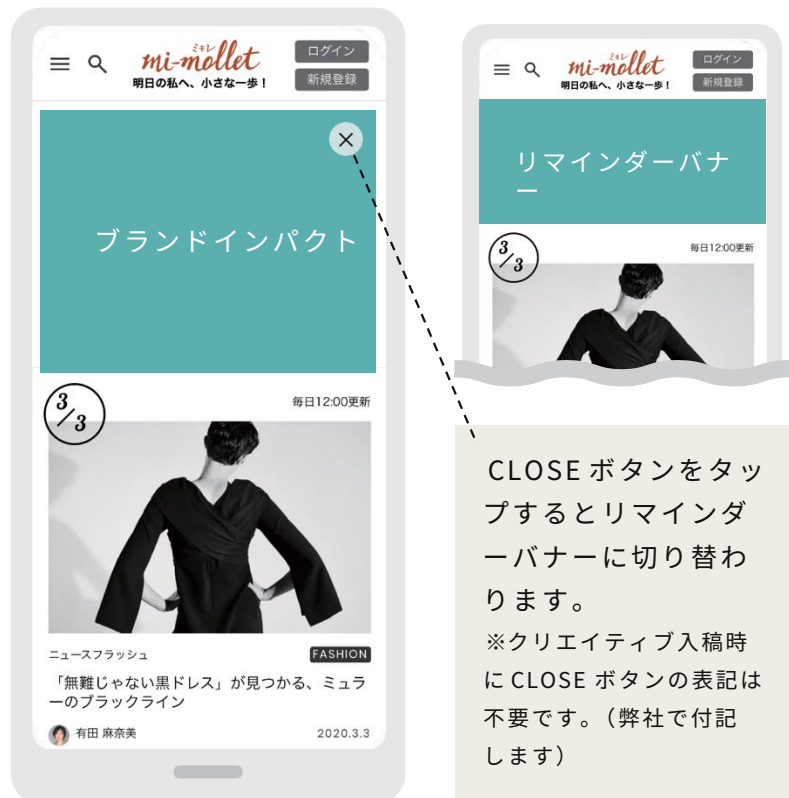 ミモレ
mi-mollet
明日の私へ、小さな一歩！
ログイン
新規登録
ブランドインパクト
3/3
毎日12:00更新
ニュースフラッシュ
FASHION
「無難じゃない黒ドレス」が見つかる、ミュラ
ーのブラックライン
有田 麻奈美
2020.3.3
ミモレ
mi-mollet
明日の私へ、小さな一歩！
ログイン
新規登録
リマインダーバナ
ー
3/3
毎日12:00更新
CLOSE ボタンをタッ
プするとリマインダ
ーバナーに切り替わ
ります。
※クリエイティブ入稿時
に CLOSE ボタンの表記は
不要です。（弊社で付記
します）